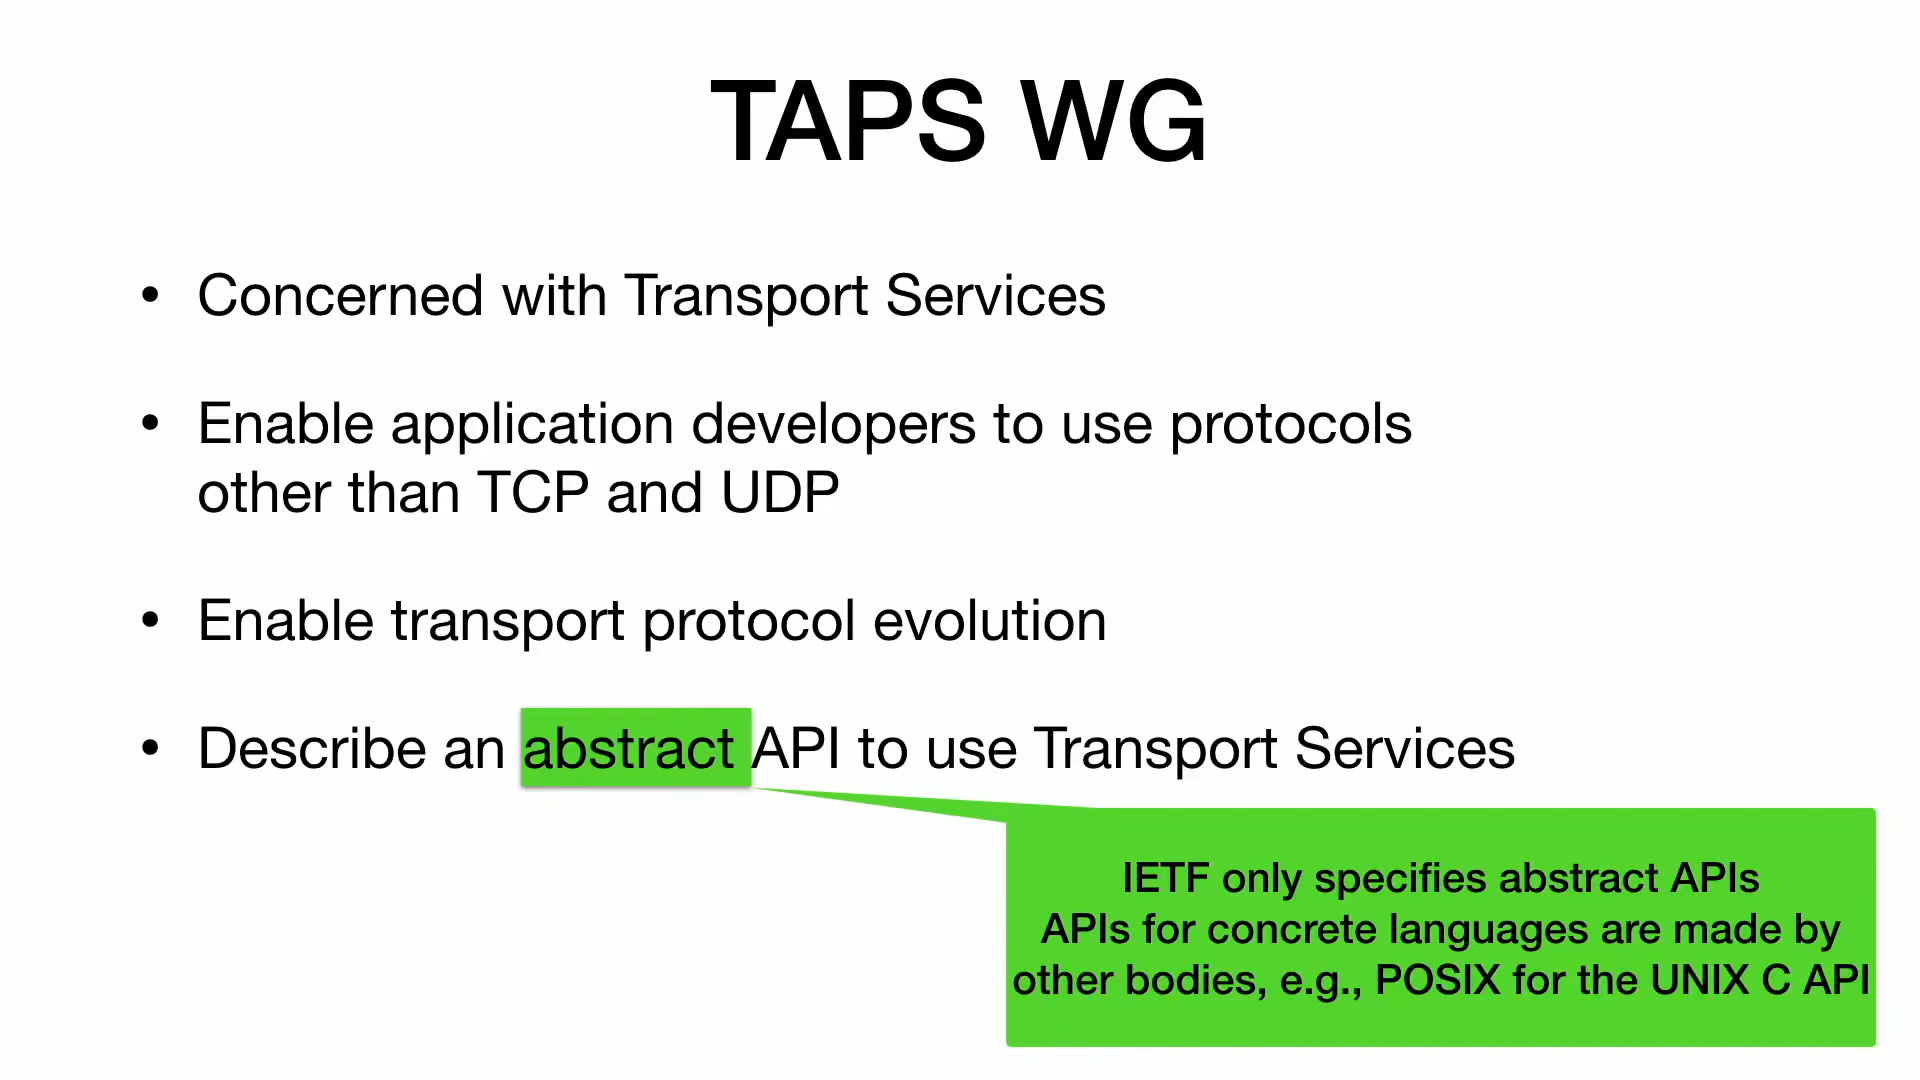 TAPS WG
• Concerned with Transport Services
• Enable application developers to use protocols
other than TCP and UDP
• Enable transport protocol evolution
• Describe an abstract API to use Transport Services
IETF only specifies abstract APIs
APIs for concrete languages are made by
other bodies, e.g., POSIX for the UNIX C API